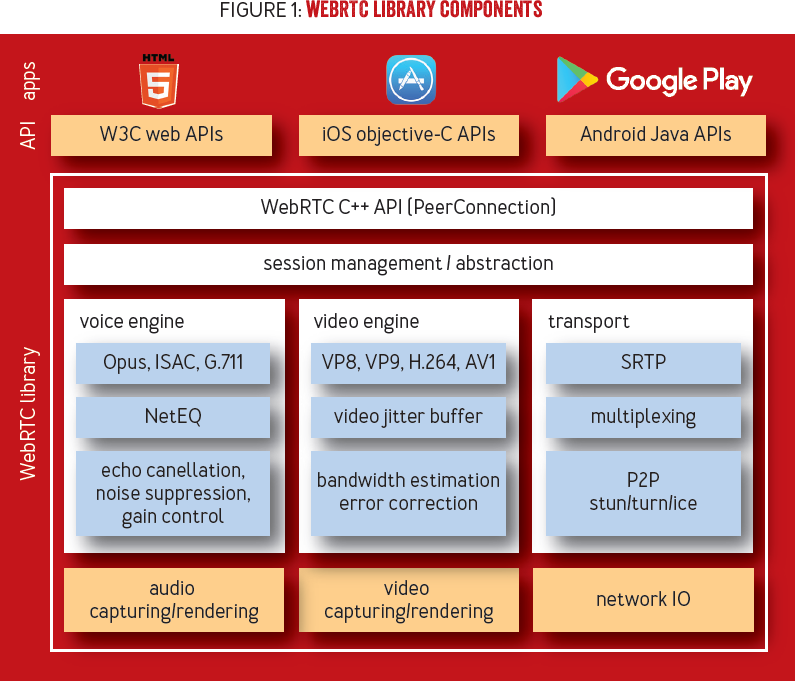 FIGURE 1: WEBRTC LIBRARY COMPONENTS
apps
HTML
5
Google Play
API
W3C web APIs
iOS objective-C APIs
Android Java APIs
WebRTC library
WebRTC C++ API (PeerConnection)
session management / abstraction
voice engine
Opus, ISAC, G.711
NetEQ
echo canellation,
noise suppression,
gain control
video engine
VP8, VP9, H.264, AV1
video jitter buffer
bandwidth estimation
error correction
transport
SRTP
multiplexing
P2P
stun/turn/ice
audio
capturing/rendering
video
capturing/rendering
network IO